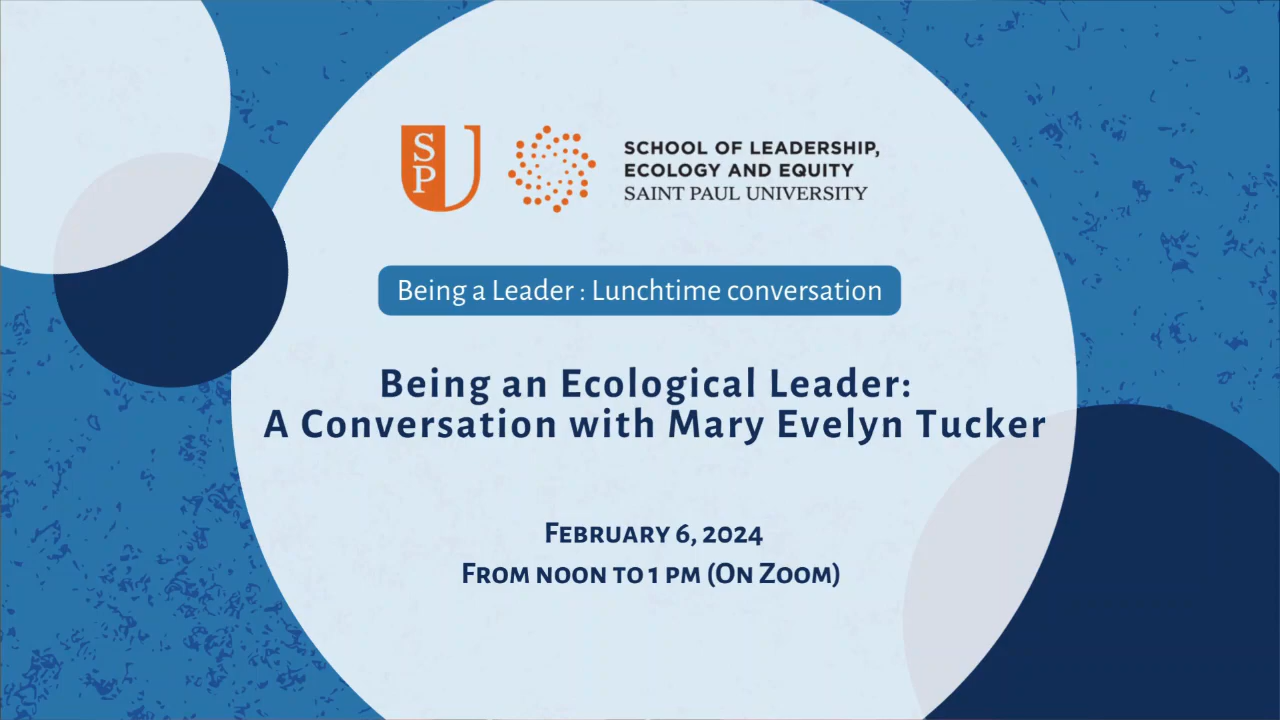 SPU
SCHOOL OF LEADERSHIP,
ECOLOGY AND EQUITY
SAINT PAUL UNIVERSITY
Being a Leader : Lunchtime conversation
Being an Ecological Leader:
A Conversation with Mary Evelyn Tucker
February 6, 2024
From noon to 1 pm (On Zoom)